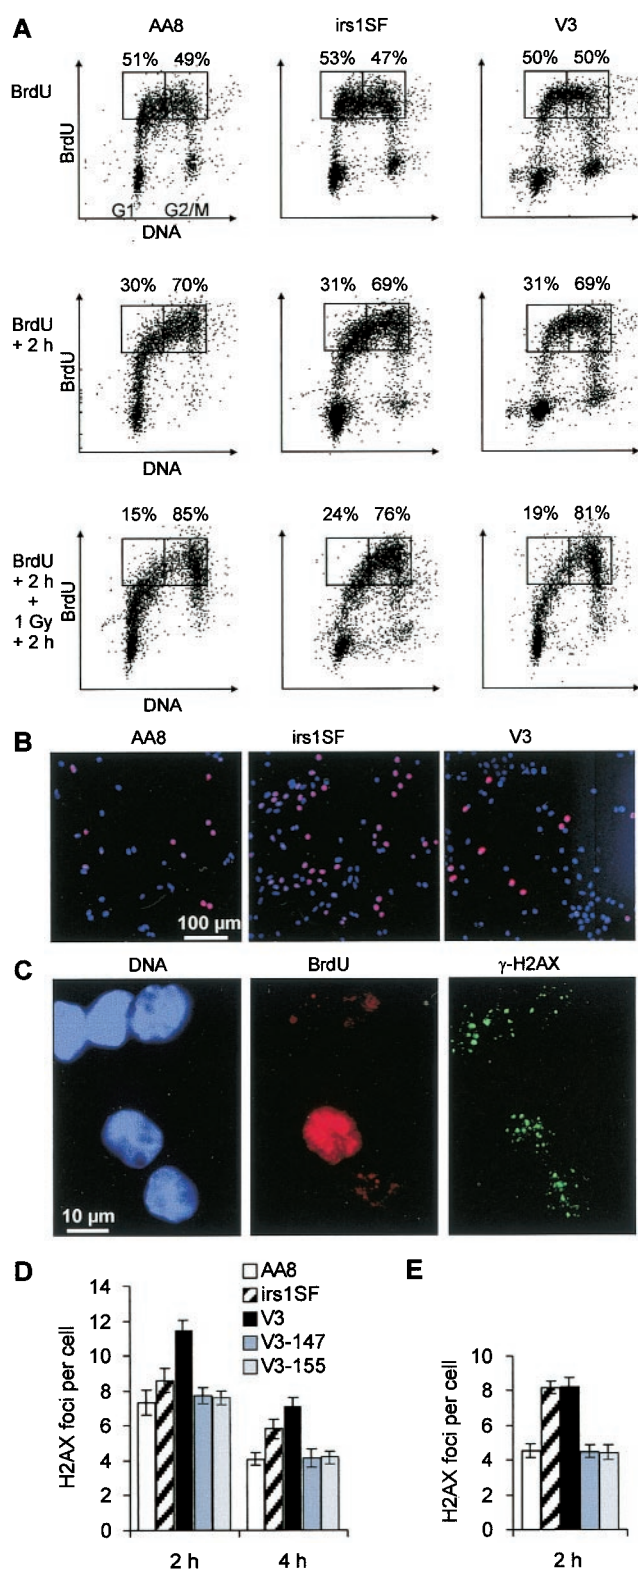 A
AA8 irs1SF V3
51% 49% 53% 47% 50% 50%
BrdU
BrdU
G1 G2/M
DNA
30% 70% 31% 69% 31% 69%
BrdU
+ 2 h
BrdU
DNA DNA DNA
15% 85% 24% 76% 19% 81%
BrdU
+ 2 h
+
1 Gy
+ 2 h
BrdU
DNA DNA DNA
B
AA8 irs1SF V3
100 µm
C
DNA BrdU γ-H2AX
10 µm
D
AA8
irs1SF
V3
V3-147
V3-155
H2AX foci per cell
14
12
10
8
6
4
2
0
2 h 4 h
E
H2AX foci per cell
10
8
6
4
2
0
2 h